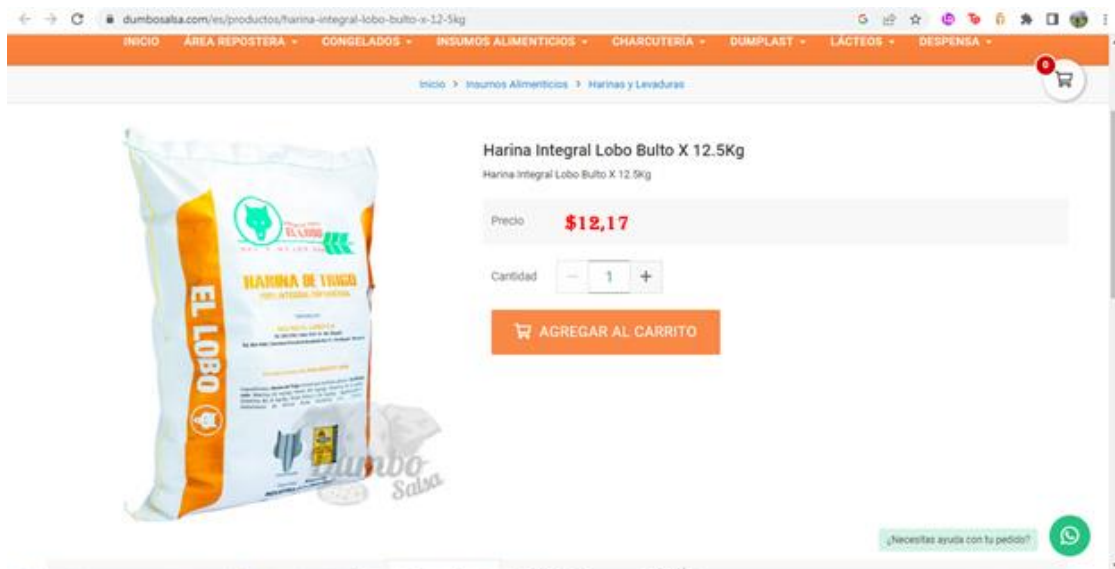 dumbosalsa.com/es/productos/harina-integral-lobo-bulto-x-12-5kg
INICIO ÁREA REPOSTERA CONGELADOS INSUMOS ALIMENTICIOS CHARCUTERÍA DUMPLAST LÁCTEOS DESPENSA
0
Inicio > Insumos Alimenticios > Harinas y Levaduras
Harina Integral Lobo Bulto X 12.5Kg
Harina Integral Lobo Bulto X 12.5Kg
Precio $12,17
Cantidad − 1 +
AGREGAR AL CARRITO
EL LOBO
HARINA DE TRIGO
EL LOBO
Dumbo
Salsa
¿Necesitas ayuda con tu pedido?